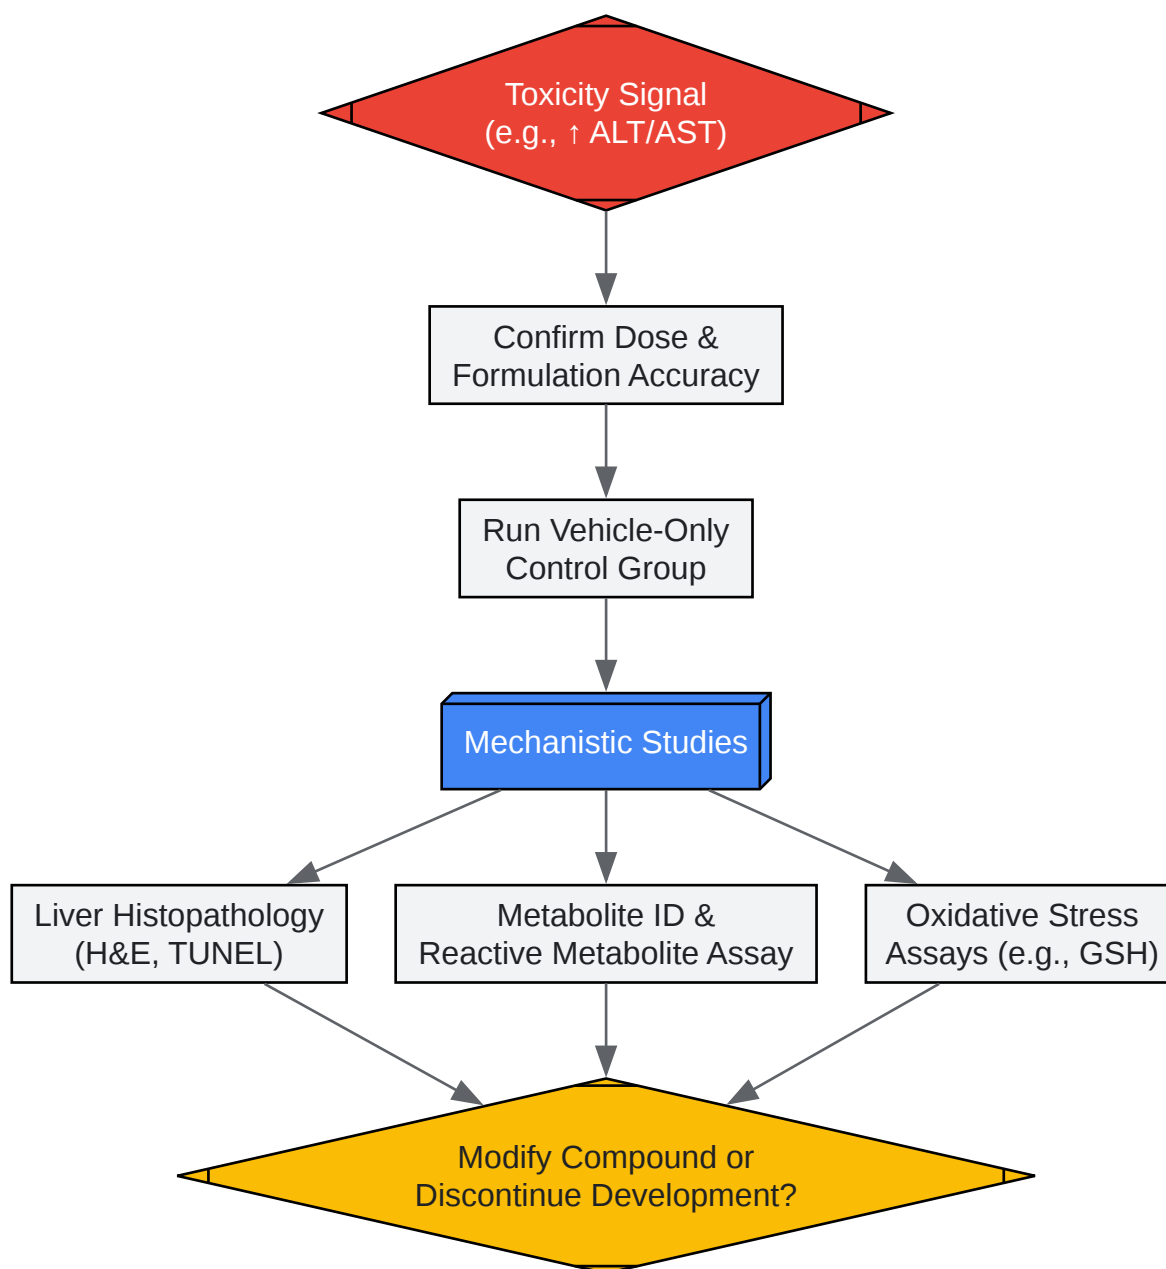 Toxicity Signal
(e.g., ↑ ALT/AST)
Confirm Dose &
Formulation Accuracy
Run Vehicle-Only
Control Group
Mechanistic Studies
Liver Histopathology
(H&E, TUNEL)
Metabolite ID &
Reactive Metabolite Assay
Oxidative Stress
Assays (e.g., GSH)
Modify Compound or
Discontinue Development?